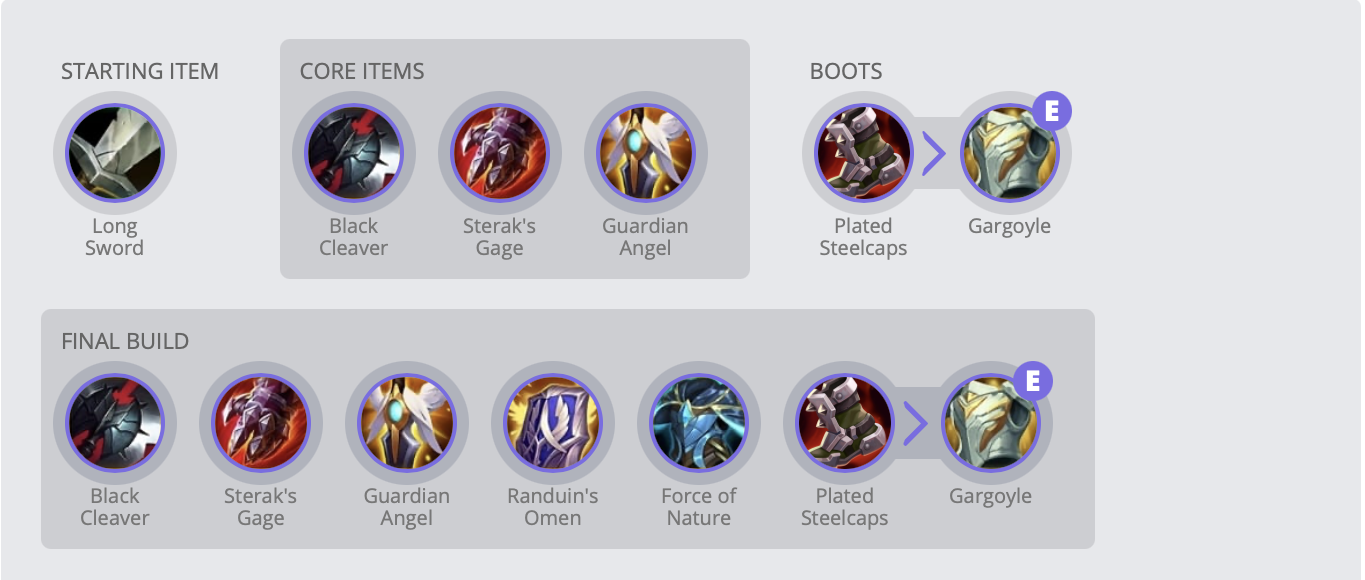 STARTING ITEM
CORE ITEMS
BOOTS
E
Long
Sword
Black
Cleaver
Sterak's
Gage
Guardian
Angel
Plated
Steelcaps
Gargoyle
FINAL BUILD
E
Black
Cleaver
Sterak's
Gage
Guardian
Angel
Randuin's
Omen
Force of
Nature
Plated
Steelcaps
Gargoyle